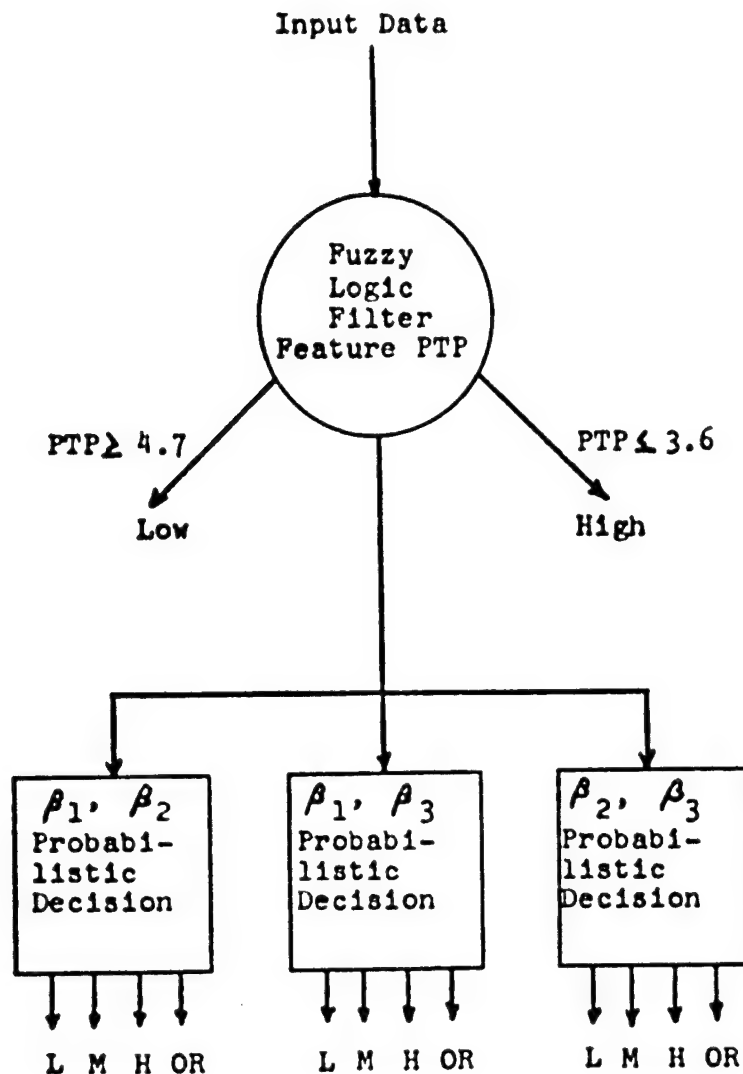 Input Data
Fuzzy
Logic
Filter
Feature PTP
PTP ≥ 4.7
PTP ≤ 3.6
Low
High
β1, β2
Probabi-
listic
Decision
β1, β3
Probabi-
listic
Decision
β2, β3
Probabi-
listic
Decision
L M H OR
L M H OR
L M H OR